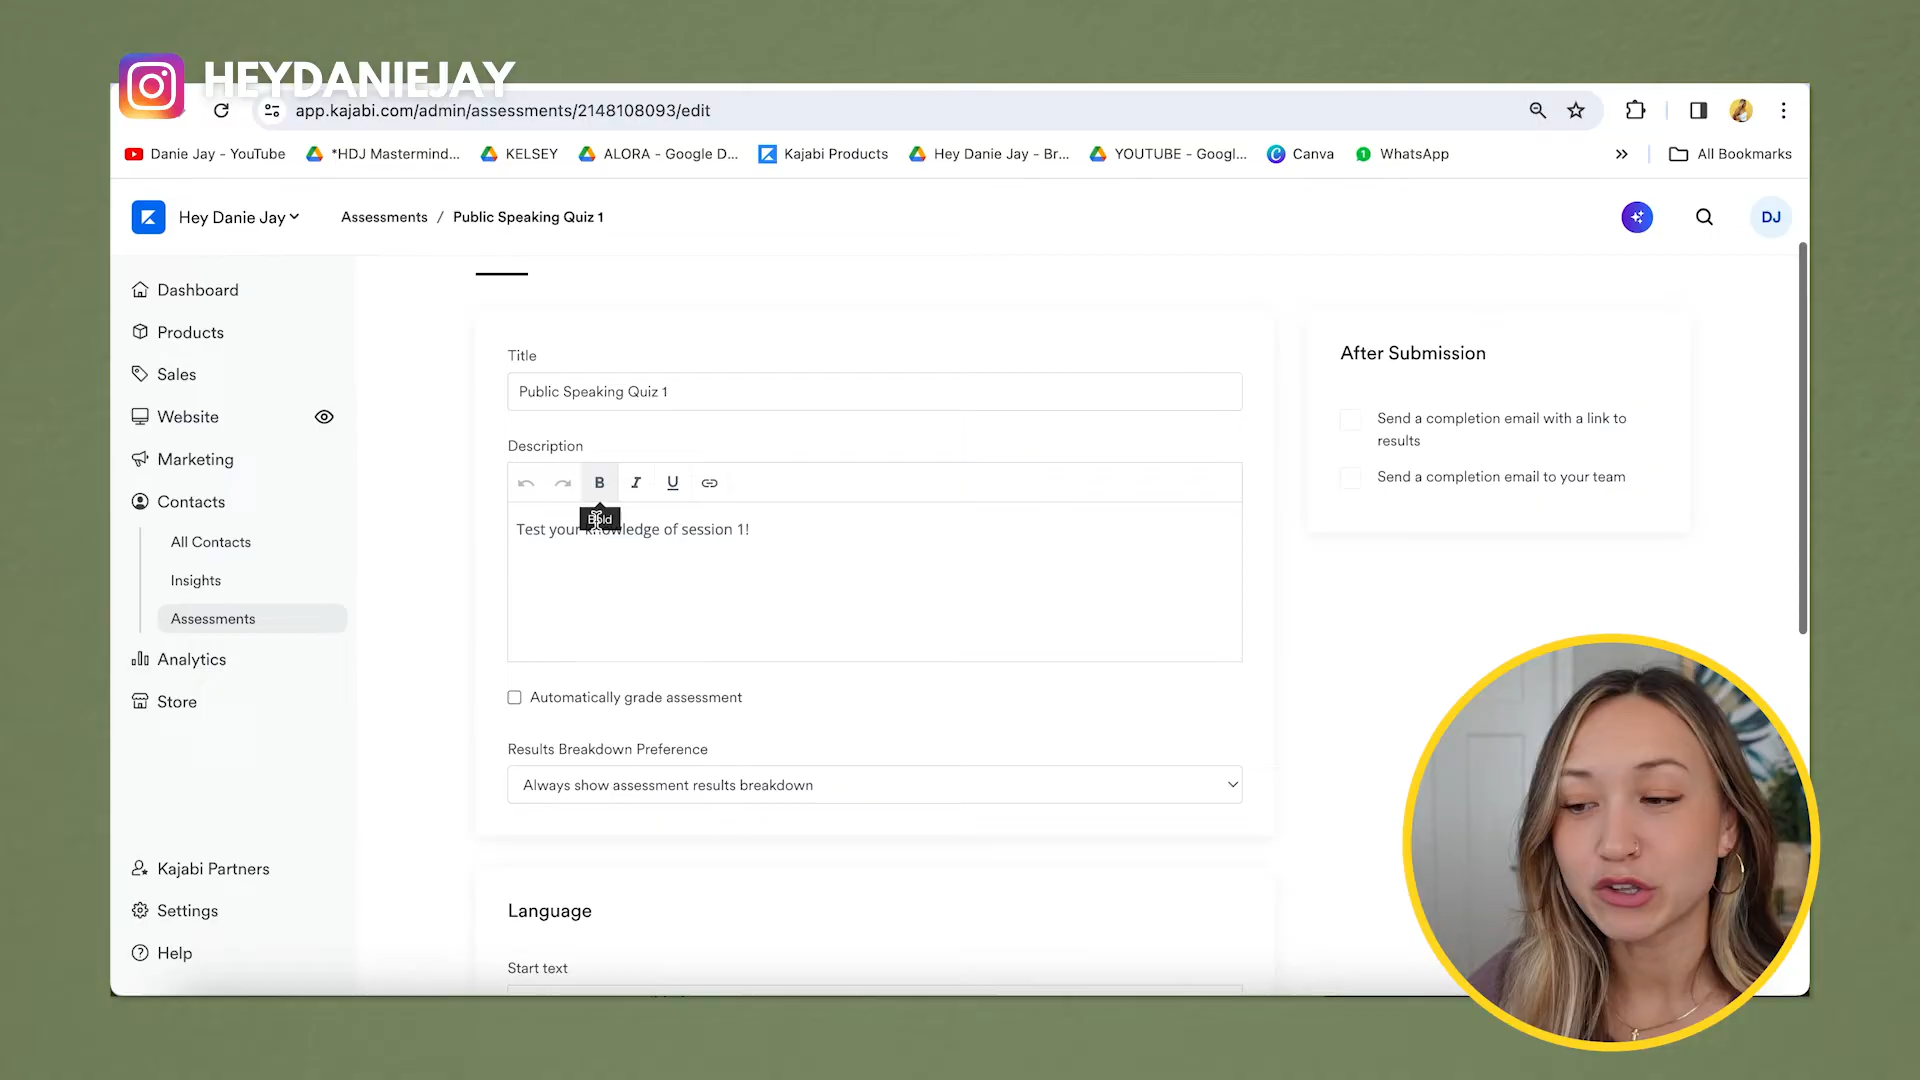 HEYDANIEJAY
app.kajabi.com/admin/assessments/2148108093/edit
Danie Jay - YouTube
*HDJ Mastermind...
KELSEY
ALORA - Google D...
Kajabi Products
Hey Danie Jay - Br...
YOUTUBE - Googl...
Canva
1 WhatsApp
»
All Bookmarks
Hey Danie Jay
Assessments / Public Speaking Quiz 1
DJ
Dashboard
Products
Sales
Website
Marketing
Contacts
All Contacts
Insights
Assessments
Analytics
Store
Kajabi Partners
Settings
Help
Title
Public Speaking Quiz 1
Description
B I U
Bold
Test your knowledge of session 1!
Automatically grade assessment
Results Breakdown Preference
Always show assessment results breakdown
Language
Start text
After Submission
Send a completion email with a link to
results
Send a completion email to your team